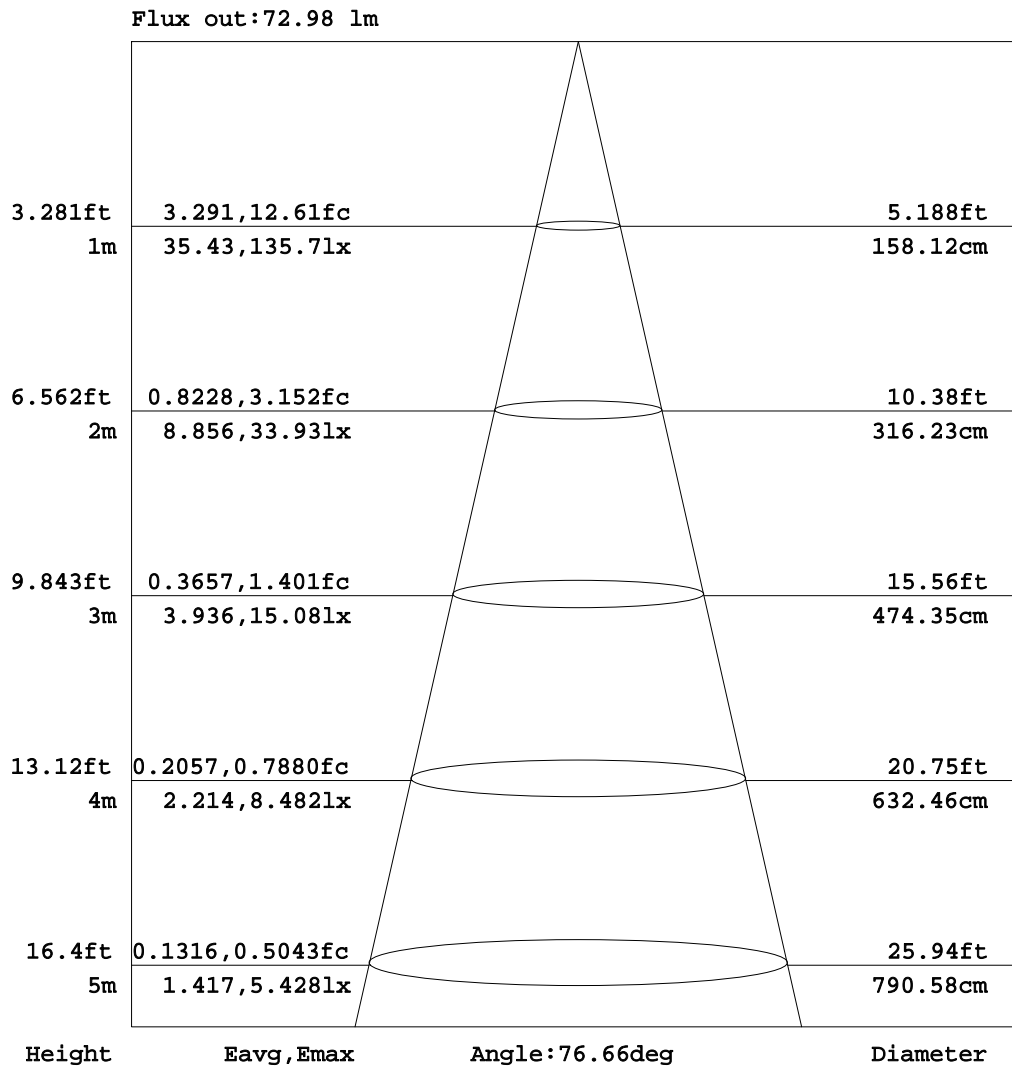 Flux out:72.98 lm
3.281ft 3.291,12.61fc 5.188ft
1m 35.43,135.7lx 158.12cm
6.562ft 0.8228,3.152fc 10.38ft
2m 8.856,33.93lx 316.23cm
9.843ft 0.3657,1.401fc 15.56ft
3m 3.936,15.08lx 474.35cm
13.12ft 0.2057,0.7880fc 20.75ft
4m 2.214,8.482lx 632.46cm
16.4ft 0.1316,0.5043fc 25.94ft
5m 1.417,5.428lx 790.58cm
Height Eavg,Emax Angle:76.66deg Diameter